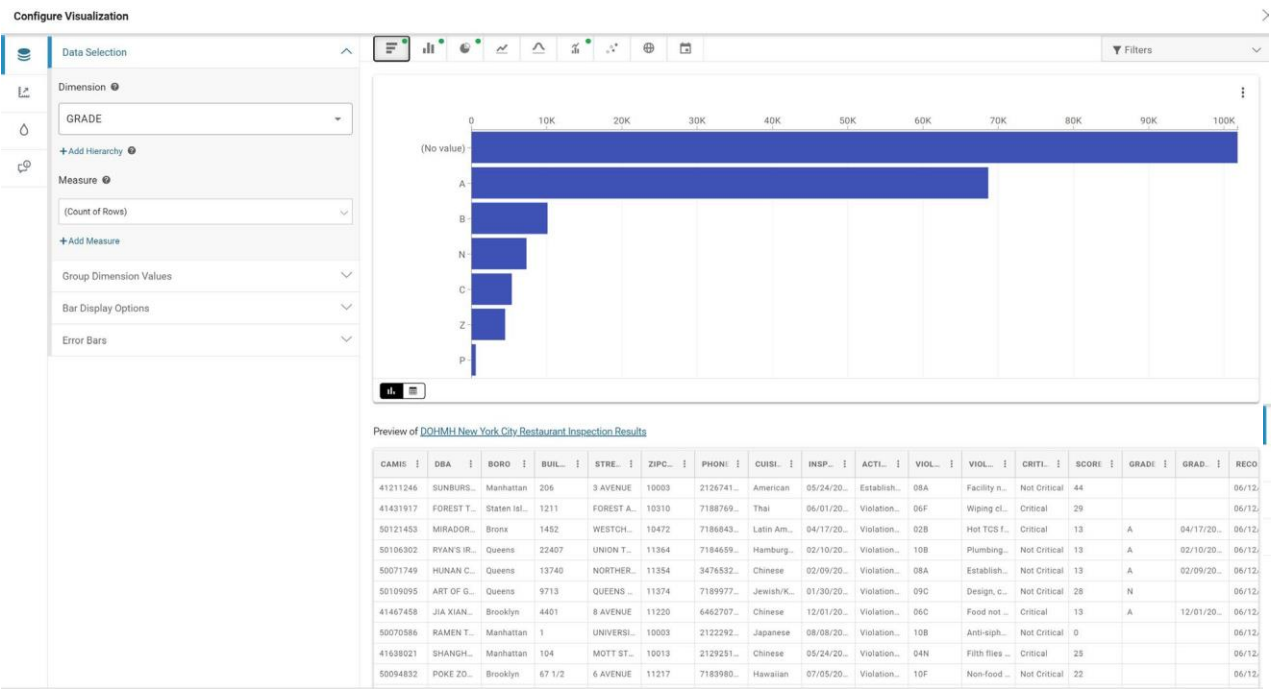 Configure Visualization
Data Selection
Filters
Dimension
GRADE
+Add Hierarchy
Measure
(Count of Rows)
+Add Measure
Group Dimension Values
Bar Display Options
Error Bars
0 10K 20K 30K 40K 50K 60K 70K 80K 90K 100K
(No value)
A
B
N
C
Z
P
Preview of DOHMH New York City Restaurant Inspection Results
CAMIS DBA BORO BUIL... STRE... ZIPC... PHONE CUISI... INSP... ACTI... VIOL... VIOL... CRITI... SCORE GRADE GRAD... RECO
41211246 SUNBURS... Manhattan 206 3 AVENUE 10003 2126741... American 05/24/20... Establish... 08A Facility n... Not Critical 44 06/12/
41431917 FOREST T... Staten Isl... 1211 FOREST A... 10310 7188769... Thai 06/01/20... Violation... 06F Wiping cl... Critical 29 06/12/
50121453 MIRADOR... Bronx 1452 WESTCH... 10472 7186843... Latin Am... 04/17/20... Violation... 02B Hot TCS f... Critical 13 A 04/17/20... 06/12/
50106302 RYAN'S IR... Queens 22407 UNION T... 11364 7184659... Hamburg... 02/10/20... Violation... 10B Plumbing... Not Critical 13 A 02/10/20... 06/12/
50071749 HUNAN C... Queens 13740 NORTHER... 11354 3476532... Chinese 02/09/20... Violation... 08A Establish... Not Critical 13 A 02/09/20... 06/12/
50109095 ART OF G... Queens 9713 QUEENS ... 11374 7189977... Jewish/K... 01/30/20... Violation... 09C Design, c... Not Critical 28 N 06/12/
41467458 JIA XIAN... Brooklyn 4401 8 AVENUE 11220 6462707... Chinese 12/01/20... Violation... 06C Food not ... Critical 13 A 12/01/20... 06/12/
50070586 RAMEN T... Manhattan 1 UNIVERSI... 10003 2122292... Japanese 08/08/20... Violation... 10B Anti-siph... Not Critical 0 06/12/
41638021 SHANGH... Manhattan 104 MOTT ST... 10013 2129251... Chinese 05/24/20... Violation... 04N Filth flies ... Critical 25 06/12/
50094832 POKE ZO... Brooklyn 67 1/2 6 AVENUE 11217 7183980... Hawaiian 07/05/20... Violation... 10F Non-food ... Not Critical 22 06/12/